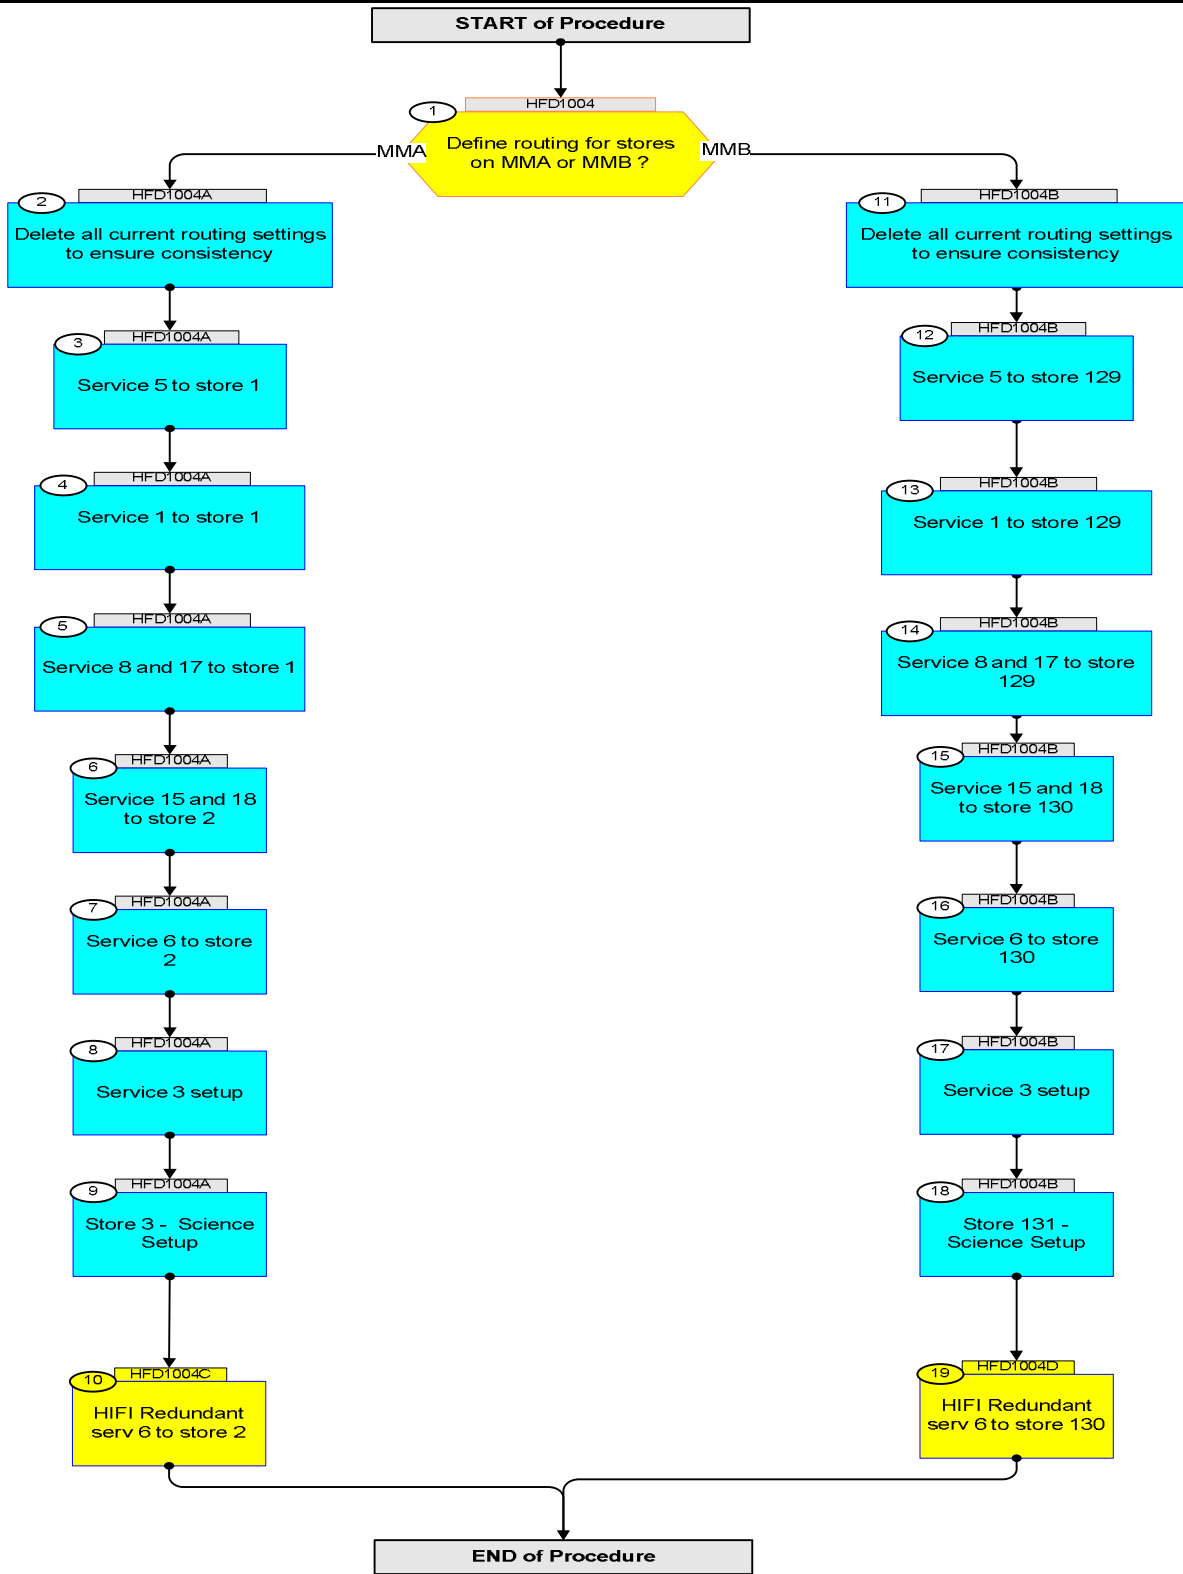 START of Procedure
HFD1004
1
Define routing for stores
on MMA or MMB ?
MMA
MMB
HFD1004A
2
Delete all current routing settings
to ensure consistency
HFD1004A
3
Service 5 to store 1
HFD1004A
4
Service 1 to store 1
HFD1004A
5
Service 8 and 17 to store 1
HFD1004A
6
Service 15 and 18
to store 2
HFD1004A
7
Service 6 to store
2
HFD1004A
8
Service 3 setup
HFD1004A
9
Store 3 - Science
Setup
HFD1004C
10
HIFI Redundant
serv 6 to store 2
HFD1004B
11
Delete all current routing settings
to ensure consistency
HFD1004B
12
Service 5 to store 129
HFD1004B
13
Service 1 to store 129
HFD1004B
14
Service 8 and 17 to store
129
HFD1004B
15
Service 15 and 18
to store 130
HFD1004B
16
Service 6 to store
130
HFD1004B
17
Service 3 setup
HFD1004B
18
Store 131 -
Science Setup
HFD1004D
19
HIFI Redundant
serv 6 to store 130
END of Procedure